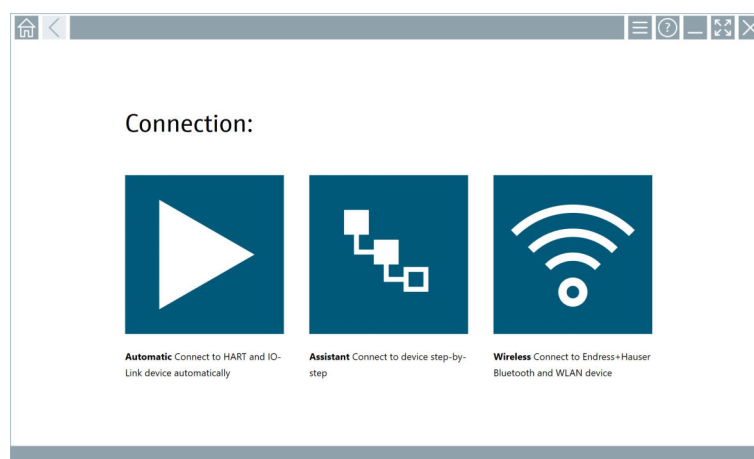 Connection:
Automatic Connect to HART and IO-
Link device automatically
Assistant Connect to device step-by-
step
Wireless Connect to Endress+Hauser
Bluetooth and WLAN device